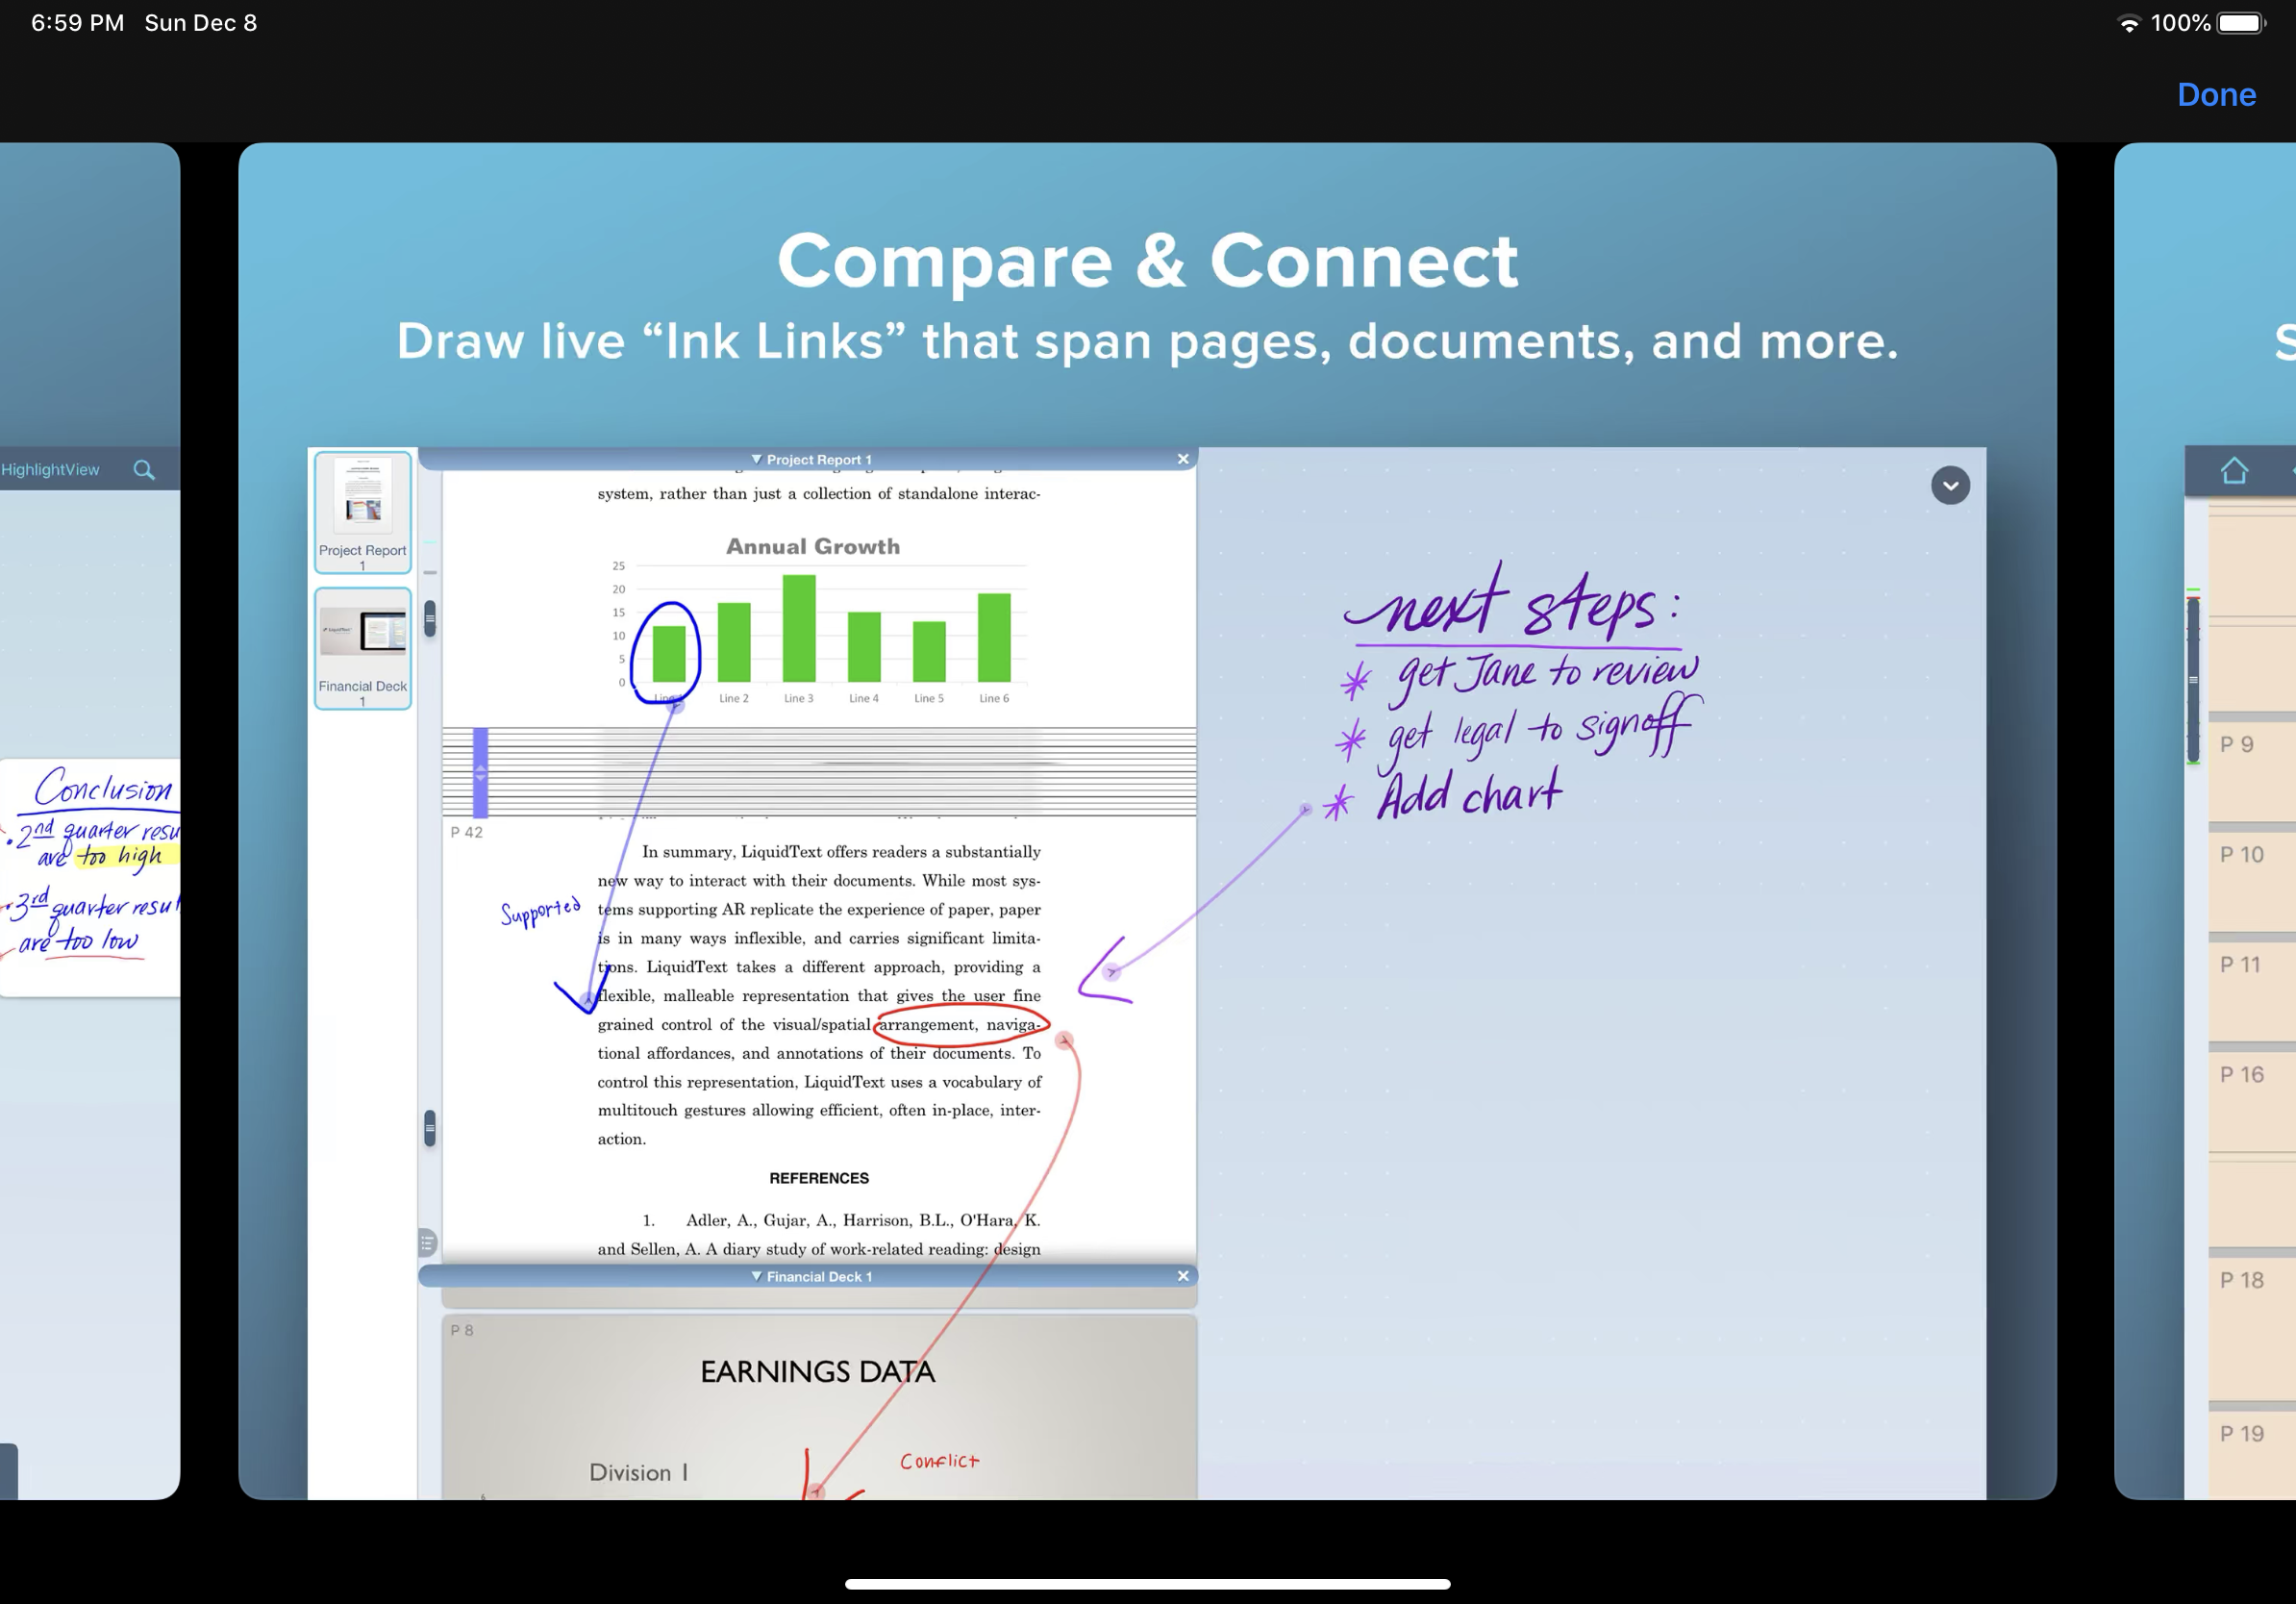 6:59 PM Sun Dec 8
100%
Done
HighlightView
Conclusion
• 2nd quarter resu
are too high
• 3rd quarter resul
are too low
Compare & Connect
Draw live “Ink Links” that span pages, documents, and more.
Project Report
1
Financial Deck
1
▼ Project Report 1
system, rather than just a collection of standalone interac-
Annual Growth
25
20
15
10
5
0
Line 2 Line 3 Line 4 Line 5 Line 6
P 42
In summary, LiquidText offers readers a substantially
new way to interact with their documents. While most sys-
tems supporting AR replicate the experience of paper, paper
is in many ways inflexible, and carries significant limita-
tions. LiquidText takes a different approach, providing a
flexible, malleable representation that gives the user fine
grained control of the visual/spatial arrangement, naviga-
tional affordances, and annotations of their documents. To
control this representation, LiquidText uses a vocabulary of
multitouch gestures allowing efficient, often in-place, inter-
action.
Supported
REFERENCES
1. Adler, A., Gujar, A., Harrison, B.L., O'Hara, K.
and Sellen, A. A diary study of work-related reading: design
▼ Financial Deck 1
P 8
EARNINGS DATA
Division I
Conflict
next steps:
* get Jane to review
* get legal to signoff
* Add chart
S
P 9
P 10
P 11
P 16
P 18
P 19